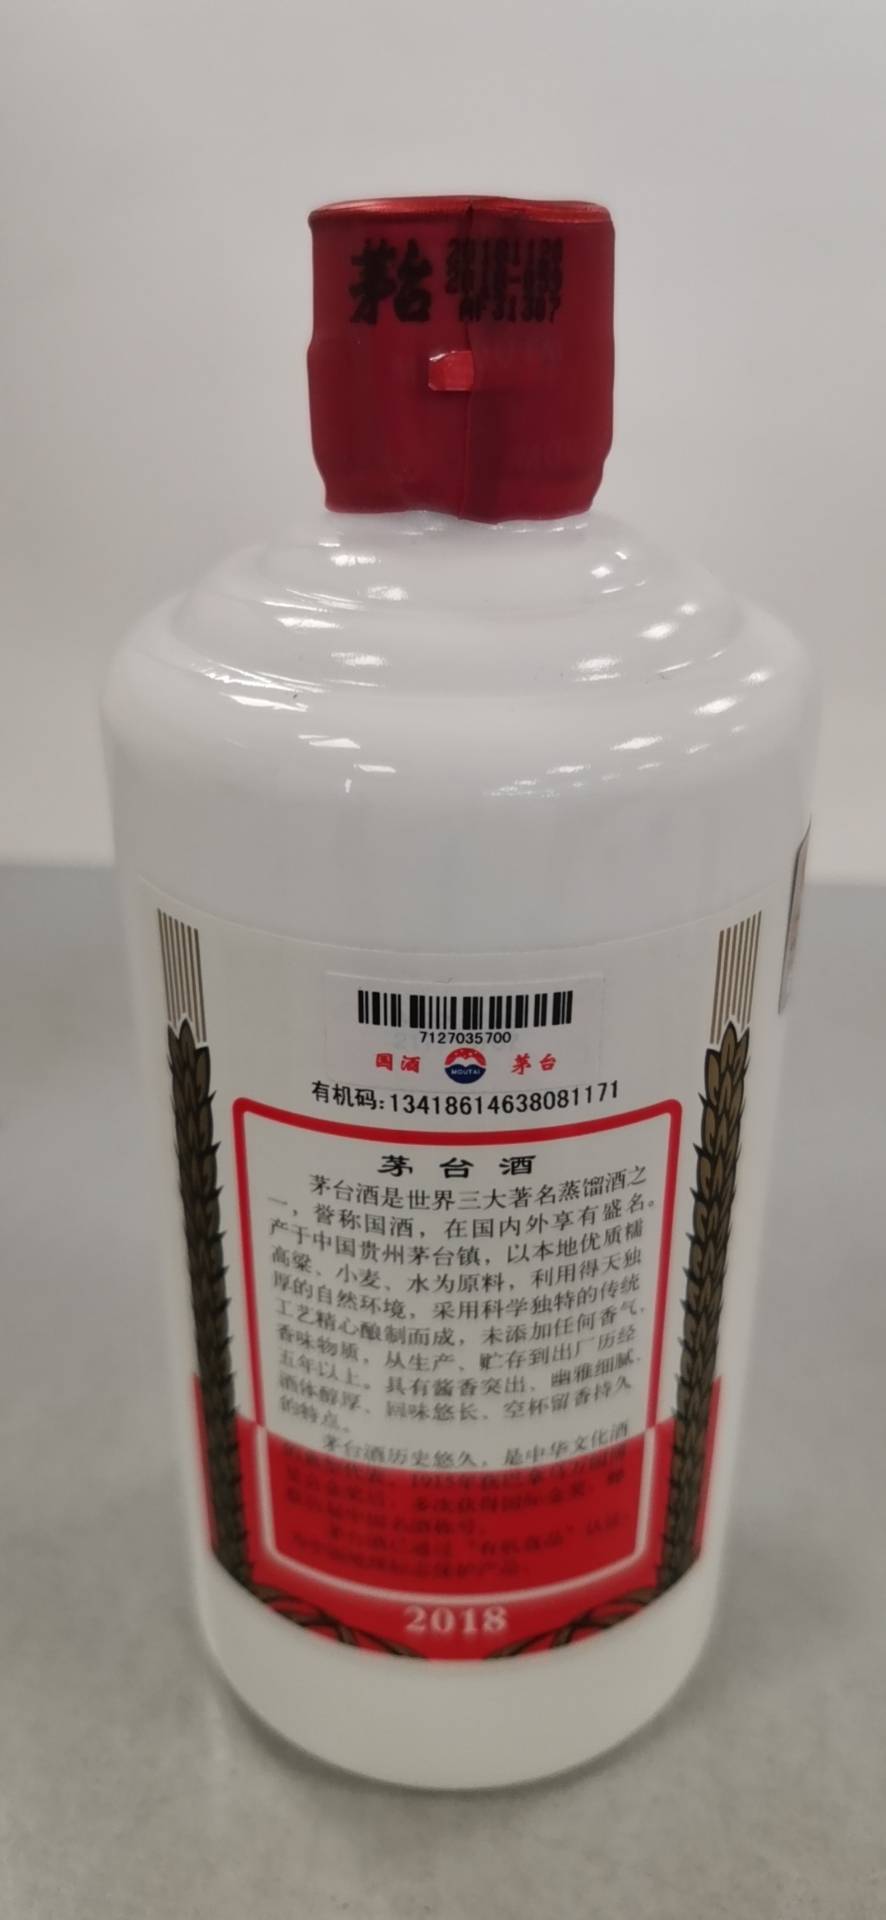 茅台
7127035700
国酒 MOUTAI 茅台
有机码:13418614638081171
茅台酒
茅台酒是世界三大著名蒸馏酒之
一，誉称国酒，在国内外享有盛名。
产于中国贵州茅台镇，以本地优质糯
高粱、小麦、水为原料，利用得天独
厚的自然环境，采用科学独特的传统
工艺精心酿制而成，未添加任何香气、
香味物质，从生产、贮存到出厂历经
五年以上。具有酱香突出、幽雅细腻、
酒体醇厚、回味悠长、空杯留香持久
的特点。
茅台酒历史悠久，是中华文化酒
2018